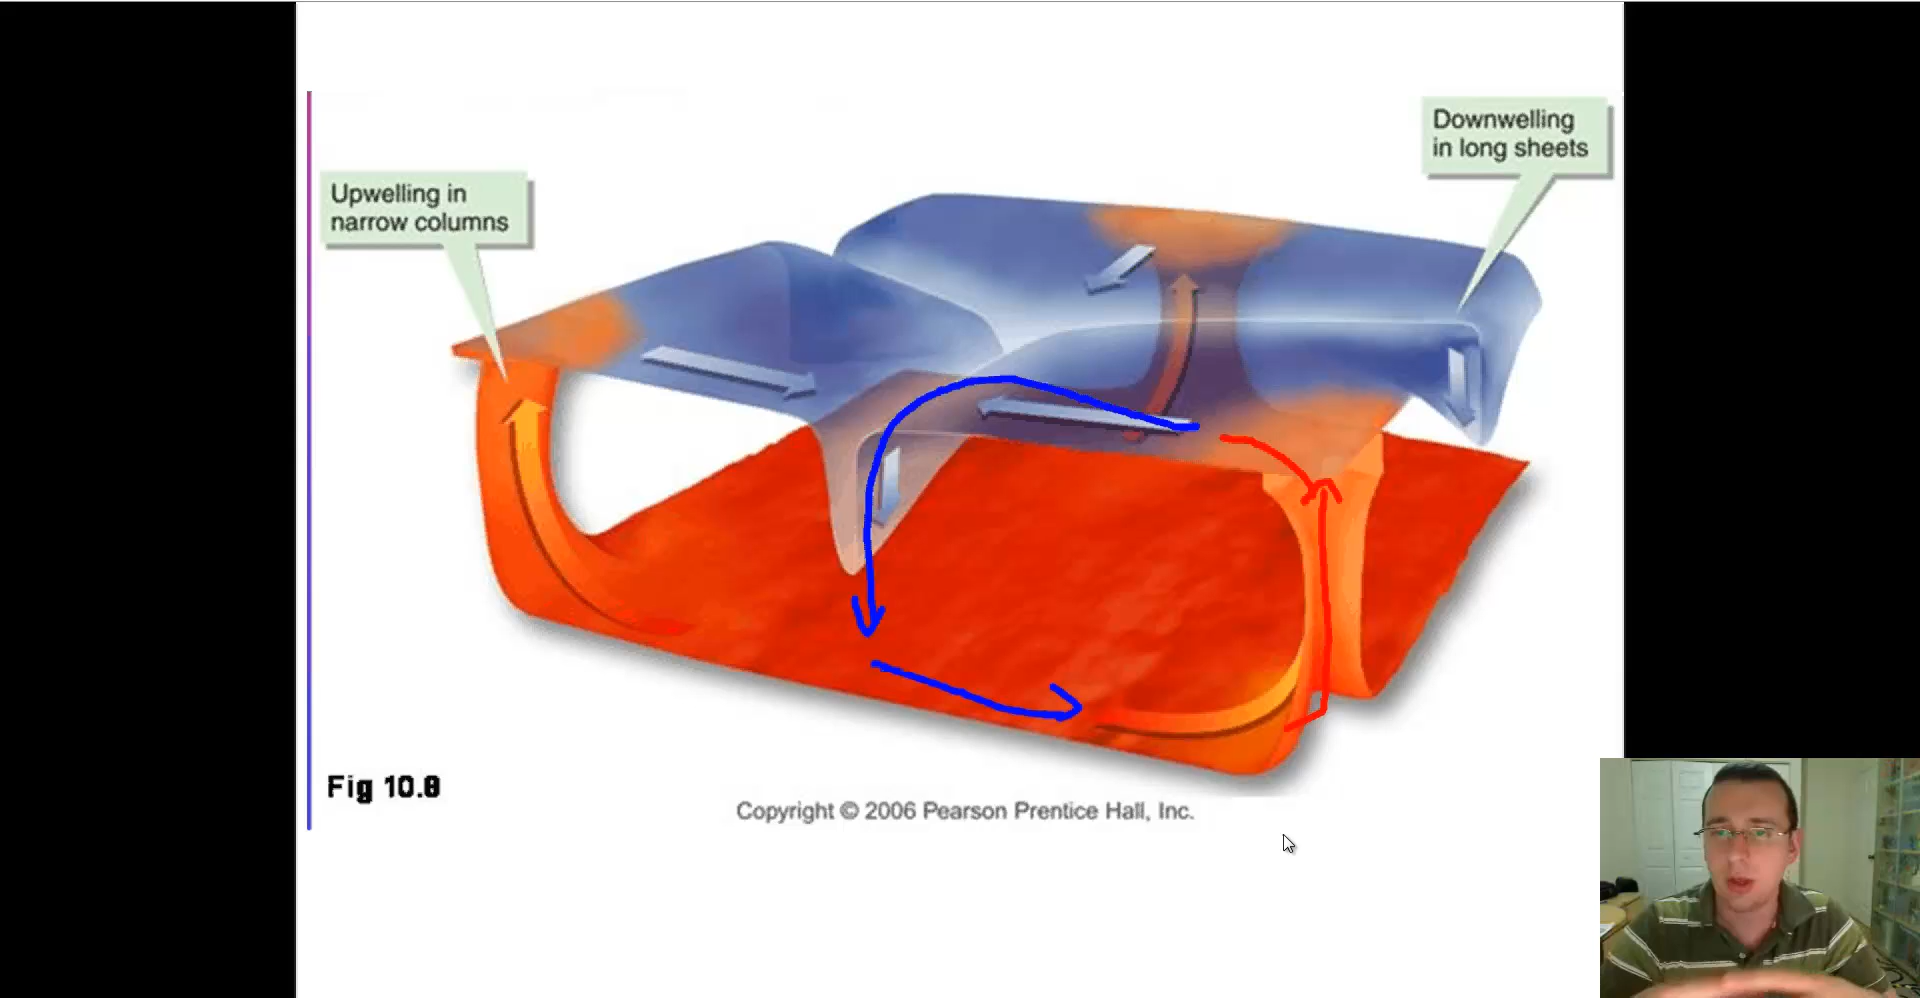 Downwelling
in long sheets
Upwelling in
narrow columns
Fig 10.8
Copyright © 2006 Pearson Prentice Hall, Inc.